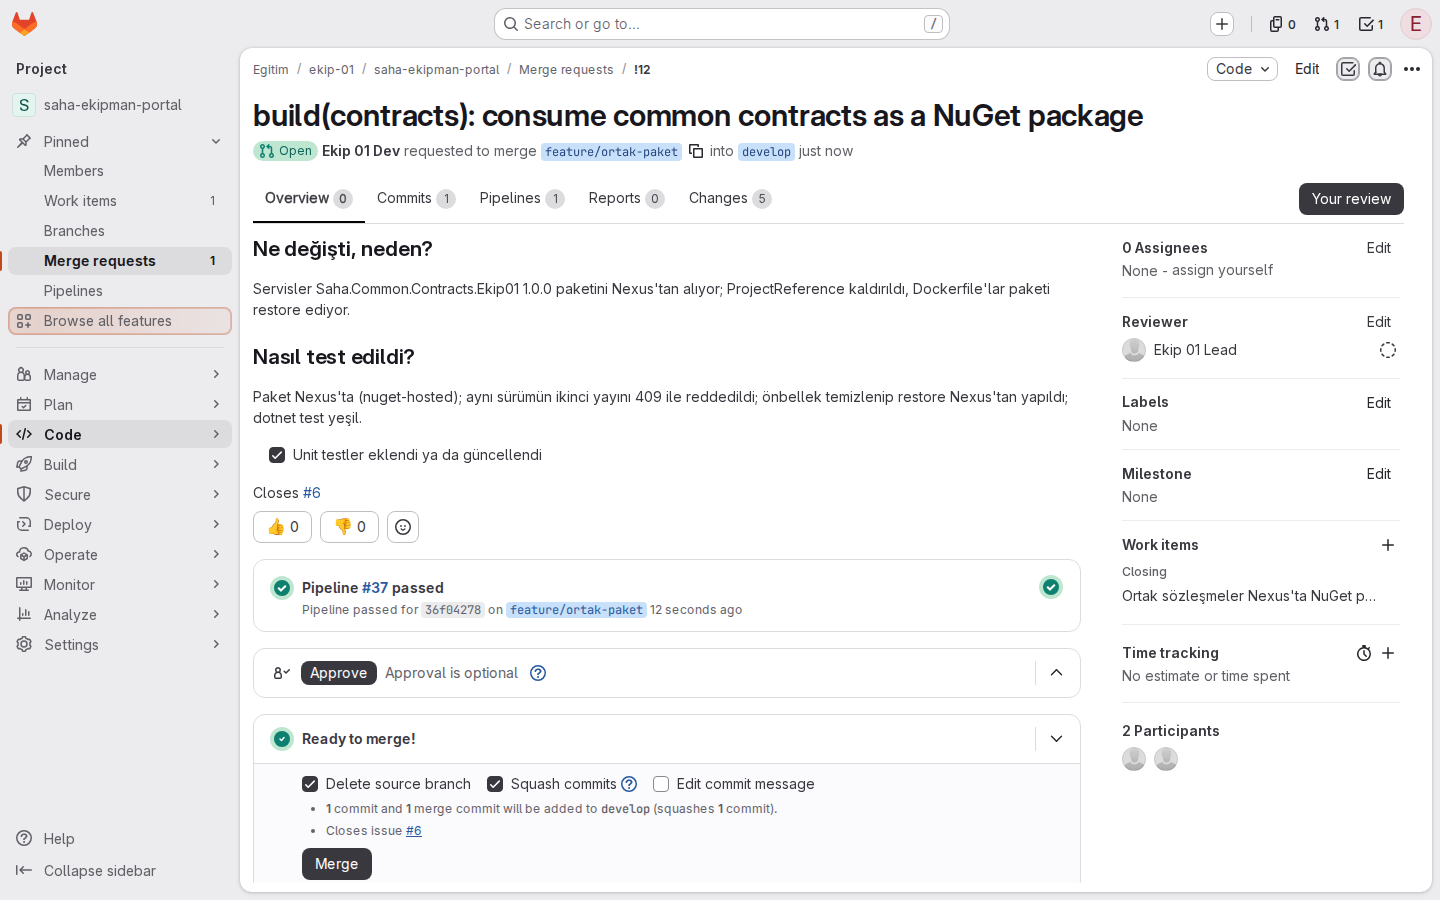 Search or go to...
/
0
1
1
E
Project
S
saha-ekipman-portal
Pinned
Members
Work items
1
Branches
Merge requests
1
Pipelines
Browse all features
Manage
Plan
Code
Build
Secure
Deploy
Operate
Monitor
Analyze
Settings
Help
Collapse sidebar
Egitim / ekip-01 / saha-ekipman-portal / Merge requests / !12
Code
Edit
build(contracts): consume common contracts as a NuGet package
Open Ekip 01 Dev requested to merge feature/ortak-paket into develop just now
Overview 0
Commits 1
Pipelines 1
Reports 0
Changes 5
Your review
Ne değişti, neden?
Servisler Saha.Common.Contracts.Ekip01 1.0.0 paketini Nexus'tan alıyor; ProjectReference kaldırıldı, Dockerfile'lar paketi
restore ediyor.
Nasıl test edildi?
Paket Nexus'ta (nuget-hosted); aynı sürümün ikinci yayını 409 ile reddedildi; önbellek temizlenip restore Nexus'tan yapıldı;
dotnet test yeşil.
Unit testler eklendi ya da güncellendi
Closes #6
👍 0
👎 0
Pipeline #37 passed
Pipeline passed for 36f04278 on feature/ortak-paket 12 seconds ago
Approve Approval is optional
Ready to merge!
Delete source branch
Squash commits
Edit commit message
• 1 commit and 1 merge commit will be added to develop (squashes 1 commit).
• Closes issue #6
Merge
0 Assignees
Edit
None - assign yourself
Reviewer
Edit
Ekip 01 Lead
Labels
Edit
None
Milestone
Edit
None
Work items
Closing
Ortak sözleşmeler Nexus'ta NuGet p…
Time tracking
No estimate or time spent
2 Participants